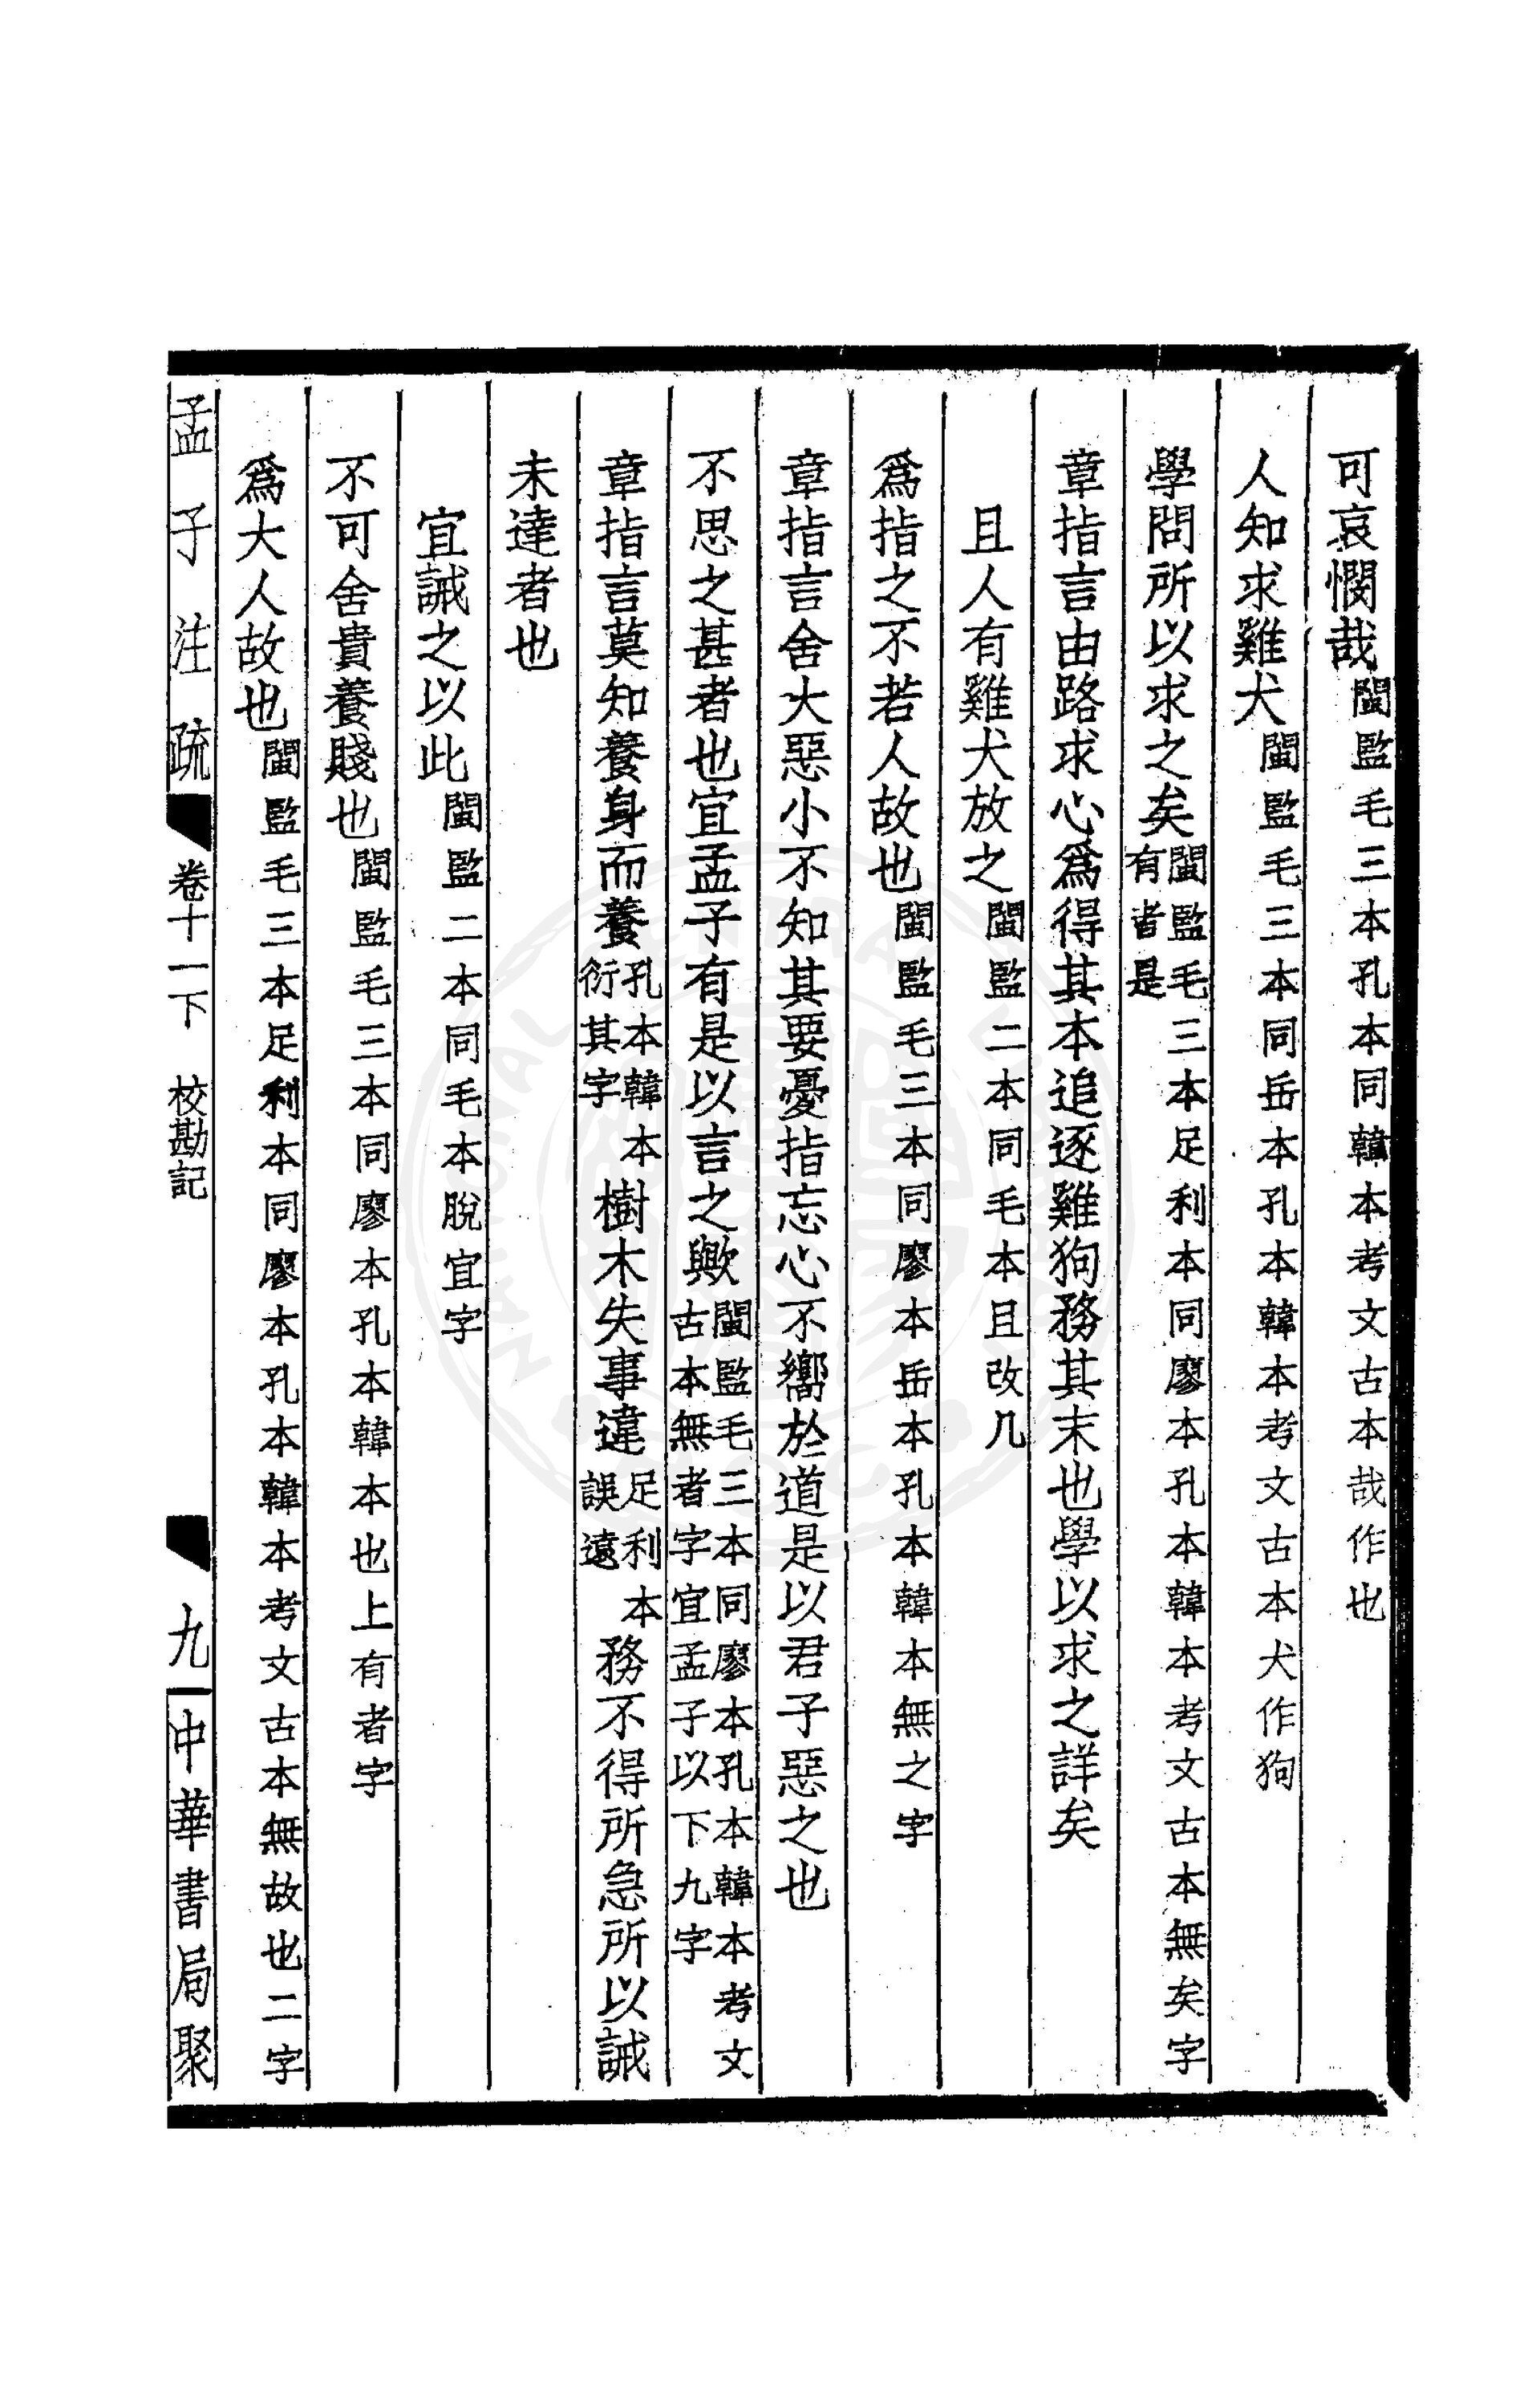 可哀憫哉閩監毛三本孔本同韓本考文古本哉作也
人知求雞犬閩監毛三本同岳本孔本韓本考文古本犬作狗
學問所以求之矣閩監毛三本足利本同廖本孔本韓本考文古本無矣字有者是
章指言由路求心爲得其本追逐雞狗務其末也學以求之詳矣
且人有雞犬放之閩監二本同毛本且改几
爲指之不若人故也閩監毛三本同廖本岳本孔本韓本無之字
章指言舍大惡小不知其要憂指忘心不嚮於道是以君子惡之也
不思之甚者也宜孟子有是以言之歟閩監毛三本同廖本孔本韓本考文古本無者字宜孟子以下九字
章指言莫知養身而養孔本韓本衍其字樹木失事違足利本誤遠務不得所急所以誡
未達者也
宜誡之以此閩監二本同毛本脫宜字
不可舍貴養賤也閩監毛三本同廖本孔本韓本也上有者字
爲大人故也閩監毛三本足利本同廖本孔本韓本考文古本無故也二字
孟子注疏 卷十一下 校勘記 九 中華書局聚